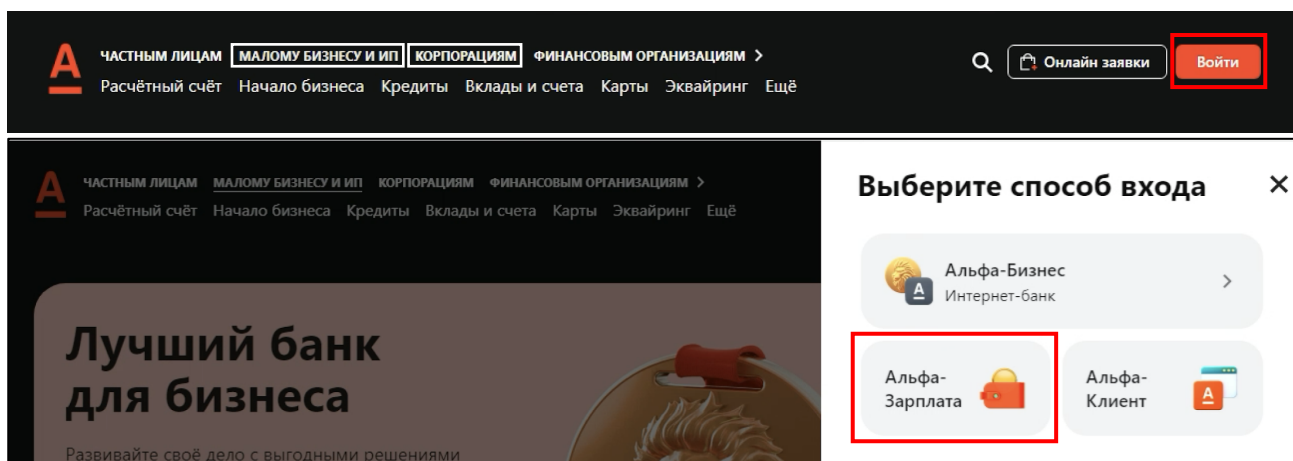 ЧАСТНЫМ ЛИЦАМ МАЛОМУ БИЗНЕСУ И ИП КОРПОРАЦИЯМ ФИНАНСОВЫМ ОРГАНИЗАЦИЯМ >
Расчётный счёт Начало бизнеса Кредиты Вклады и счета Карты Эквайринг Ещё
Онлайн заявки
Войти
ЧАСТНЫМ ЛИЦАМ МАЛОМУ БИЗНЕСУ И ИП КОРПОРАЦИЯМ ФИНАНСОВЫМ ОРГАНИЗАЦИЯМ >
Расчётный счёт Начало бизнеса Кредиты Вклады и счета Карты Эквайринг Ещё
Лучший банк
для бизнеса
Развивайте своё дело с выгодными решениями
Выберите способ входа
Альфа-Бизнес
Интернет-банк
Альфа-
Зарплата
Альфа-
Клиент